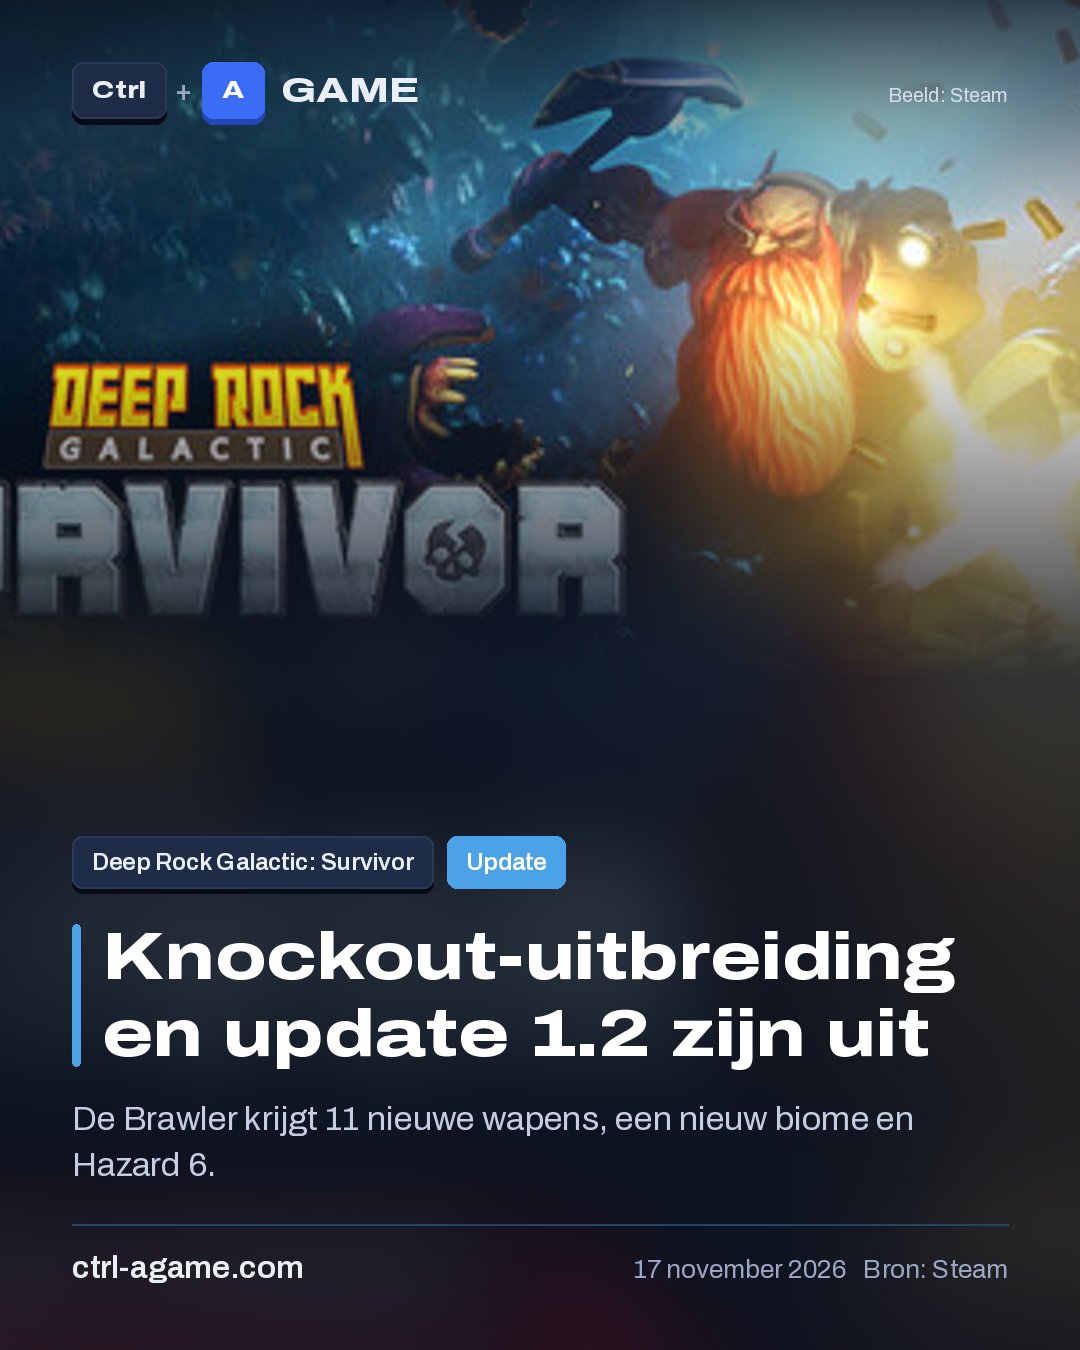 Ctrl + A GAME
Beeld: Steam
DEEP ROCK
GALACTIC
RVIVOR
Deep Rock Galactic: Survivor
Update
Knockout-uitbreiding
en update 1.2 zijn uit
De Brawler krijgt 11 nieuwe wapens, een nieuw biome en
Hazard 6.
ctrl-agame.com
17 november 2026 Bron: Steam